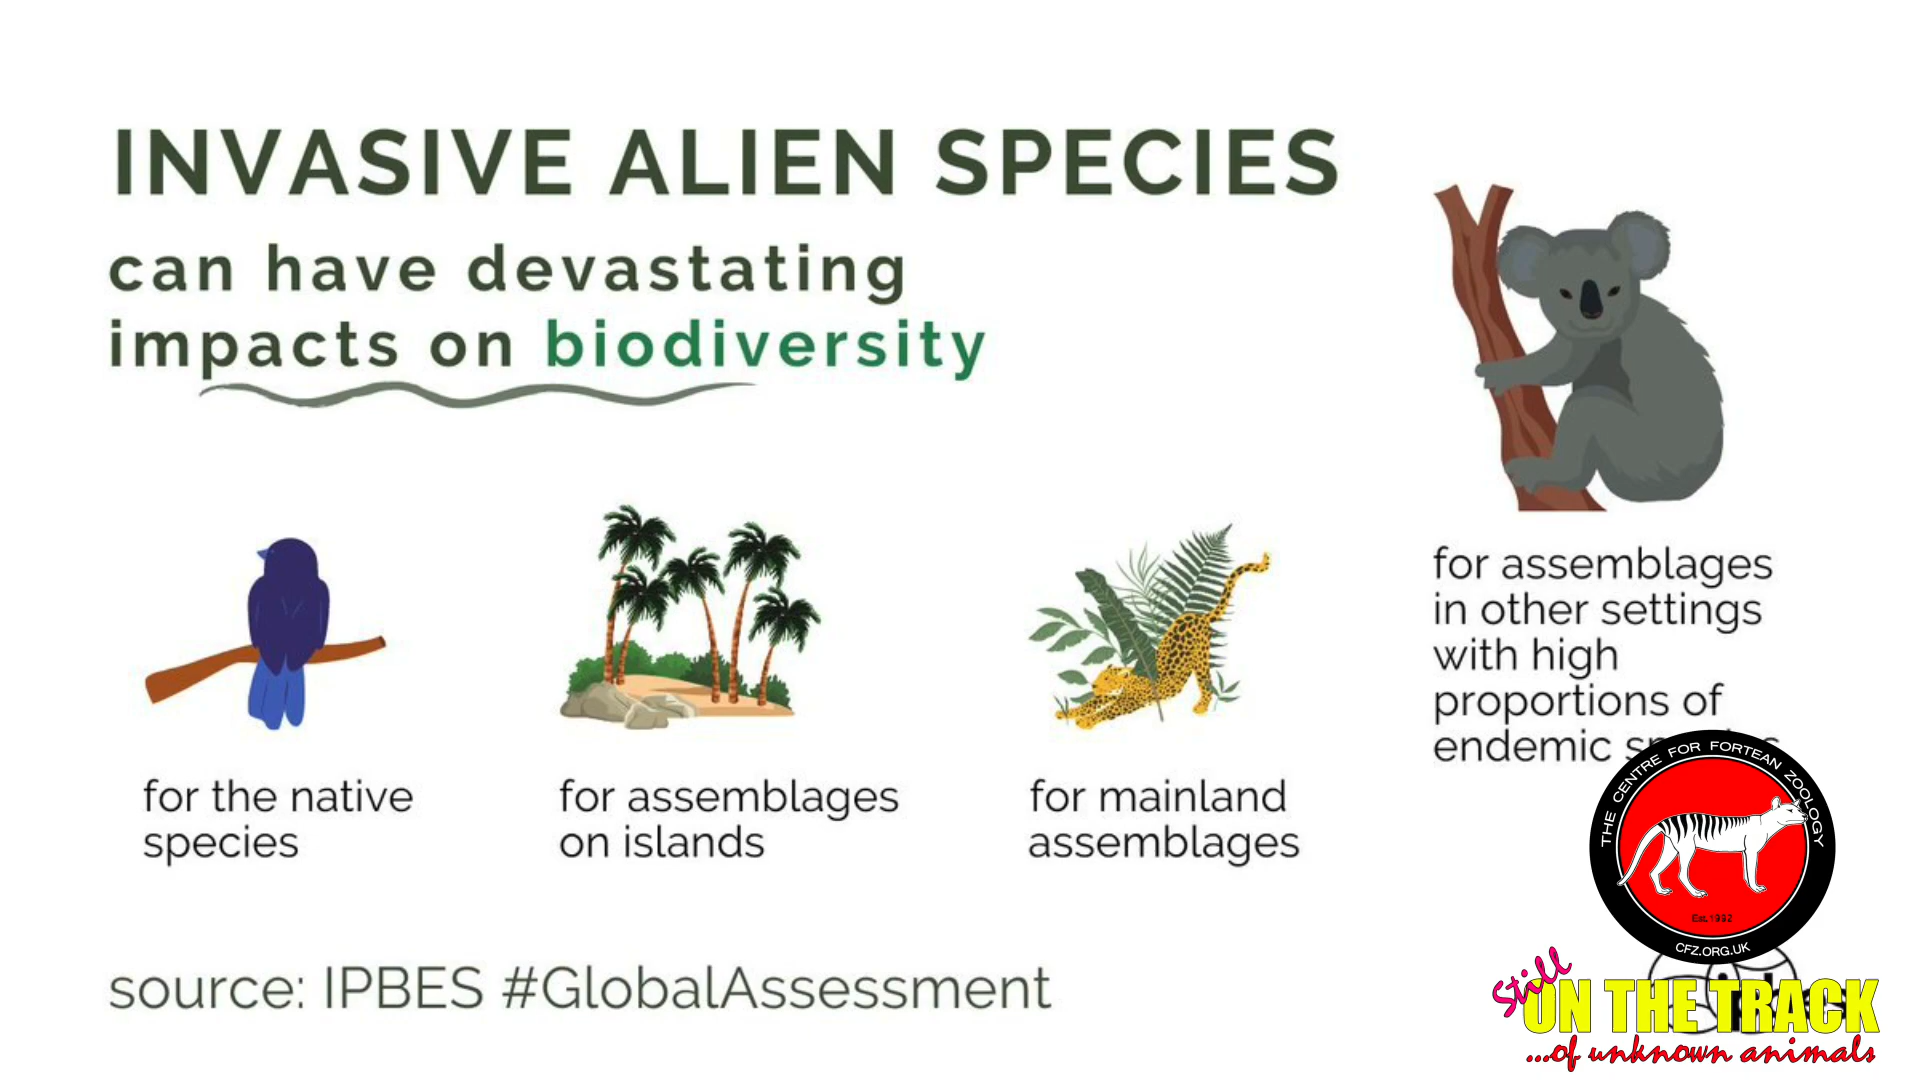 INVASIVE ALIEN SPECIES
can have devastating
impacts on biodiversity
for the native
species
for assemblages
on islands
for mainland
assemblages
for assemblages
in other settings
with high
proportions of
endemic
THE CENTRE FOR FORTEAN ZOOLOGY
Est.1992
CFZ.ORG.UK
source: IPBES #GlobalAssessment
Still
ON THE TRACK
...of unknown animals